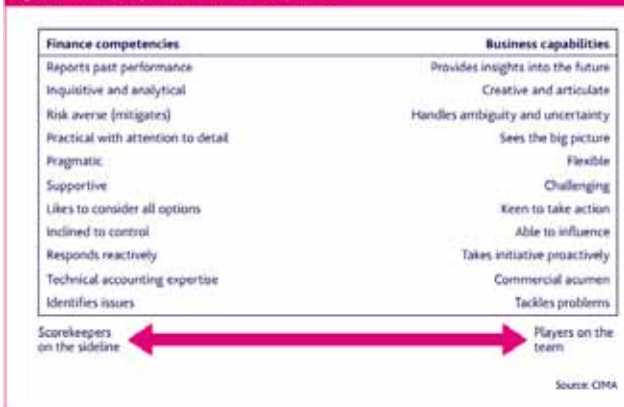 Finance competencies Business capabilities
Reports past performance Provides insights into the future
Inquisitive and analytical Creative and articulate
Risk averse (mitigates) Handles ambiguity and uncertainty
Practical with attention to detail Sees the big picture
Pragmatic Flexible
Supportive Challenging
Likes to consider all options Keen to take action
Inclined to control Able to influence
Responds reactively Takes initiative proactively
Technical accounting expertise Commercial acumen
Identifies issues Tackles problems
Scorekeepers on the sideline Players on the team
Source: CIMA